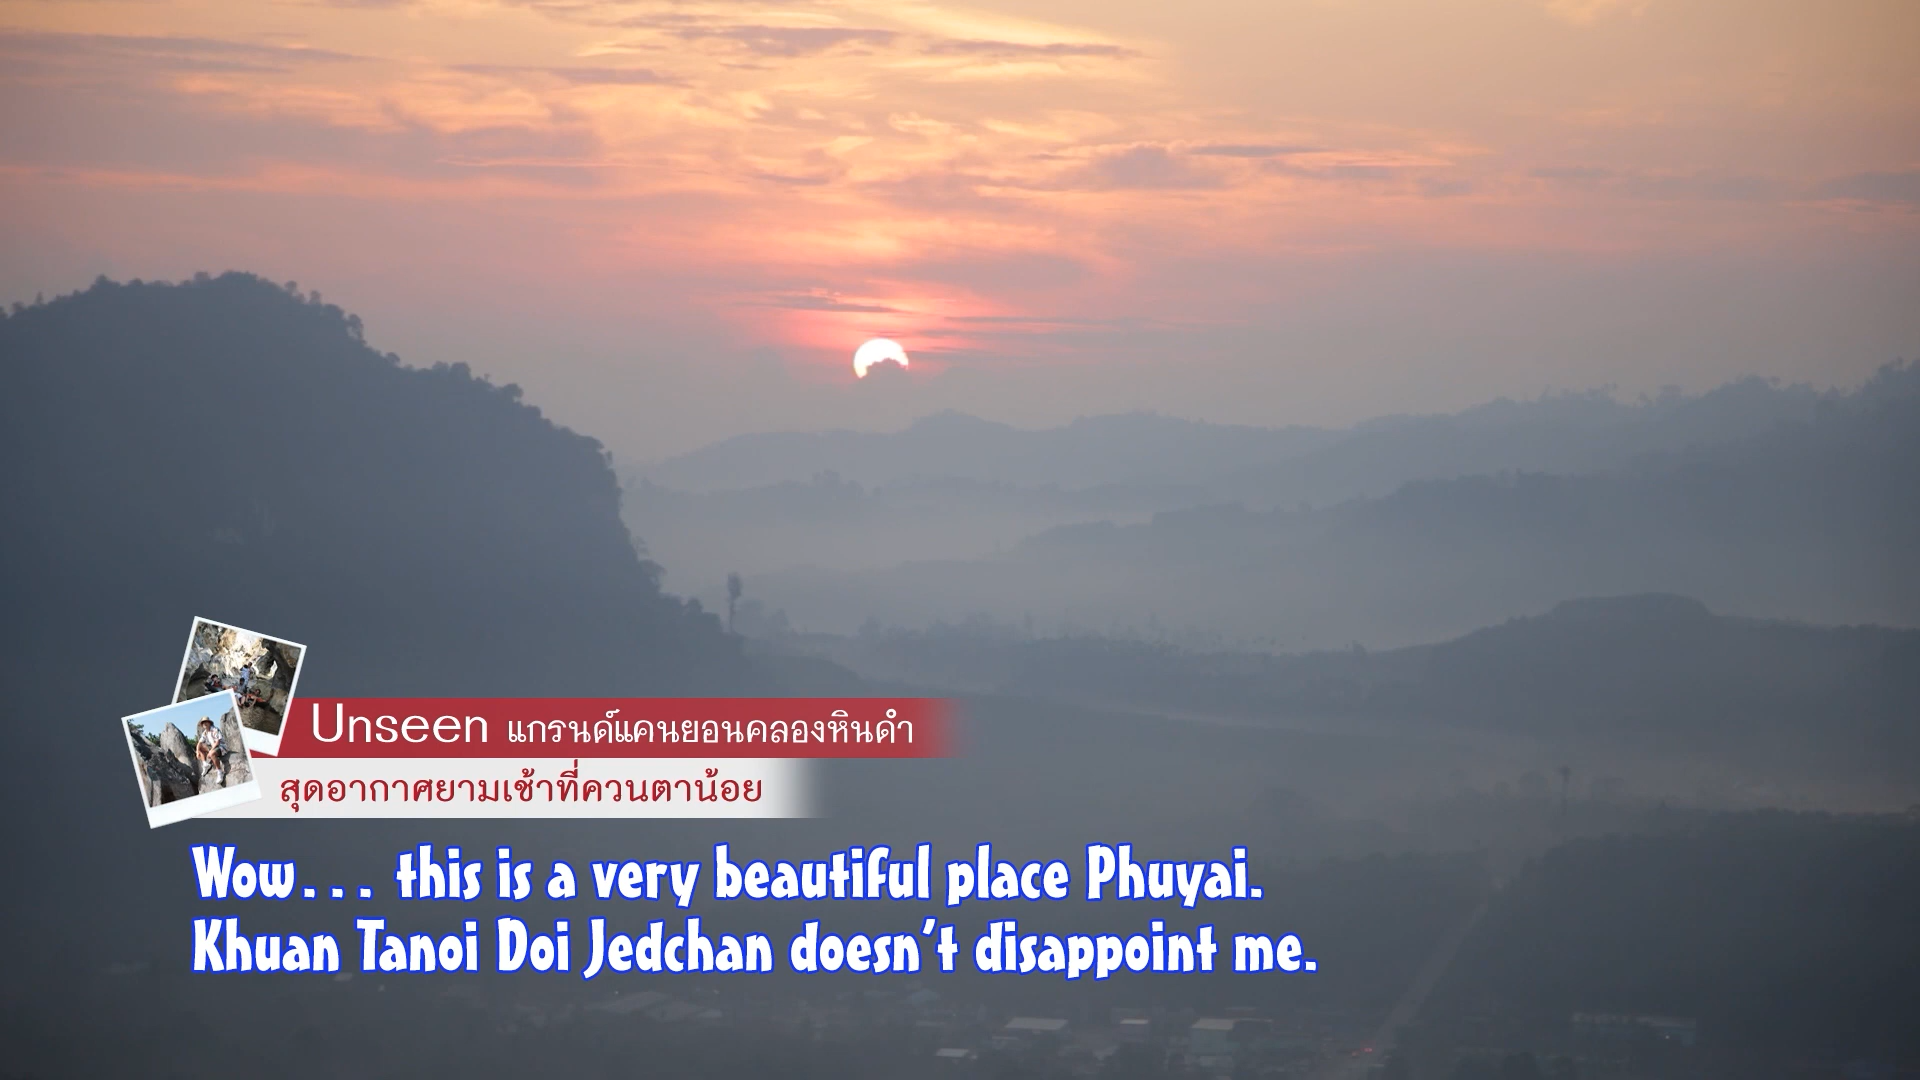 Unseen แกรนด์แคนยอนคลองหินดำ
สุดอากาศยามเช้าที่ควนตาน้อย
Wow... this is a very beautiful place Phuyai.
Khuan Tanoi Doi Jedchan doesn't disappoint me.